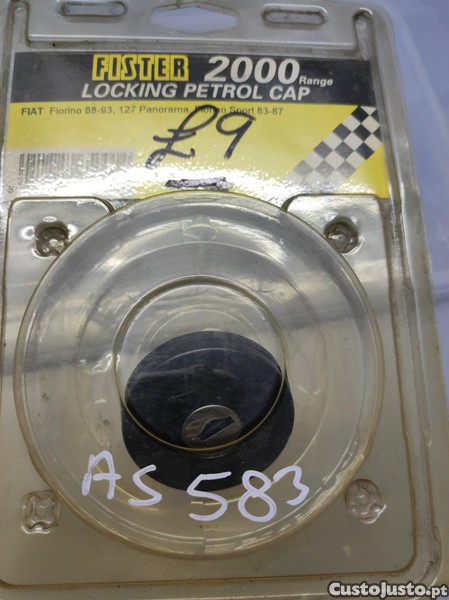 FISTER 2000 Range
LOCKING PETROL CAP
FIAT Fiorino 88-93, 127 Panorama, Fiorino Sport 83-87
£9
AS 583
CustoJusto.pt